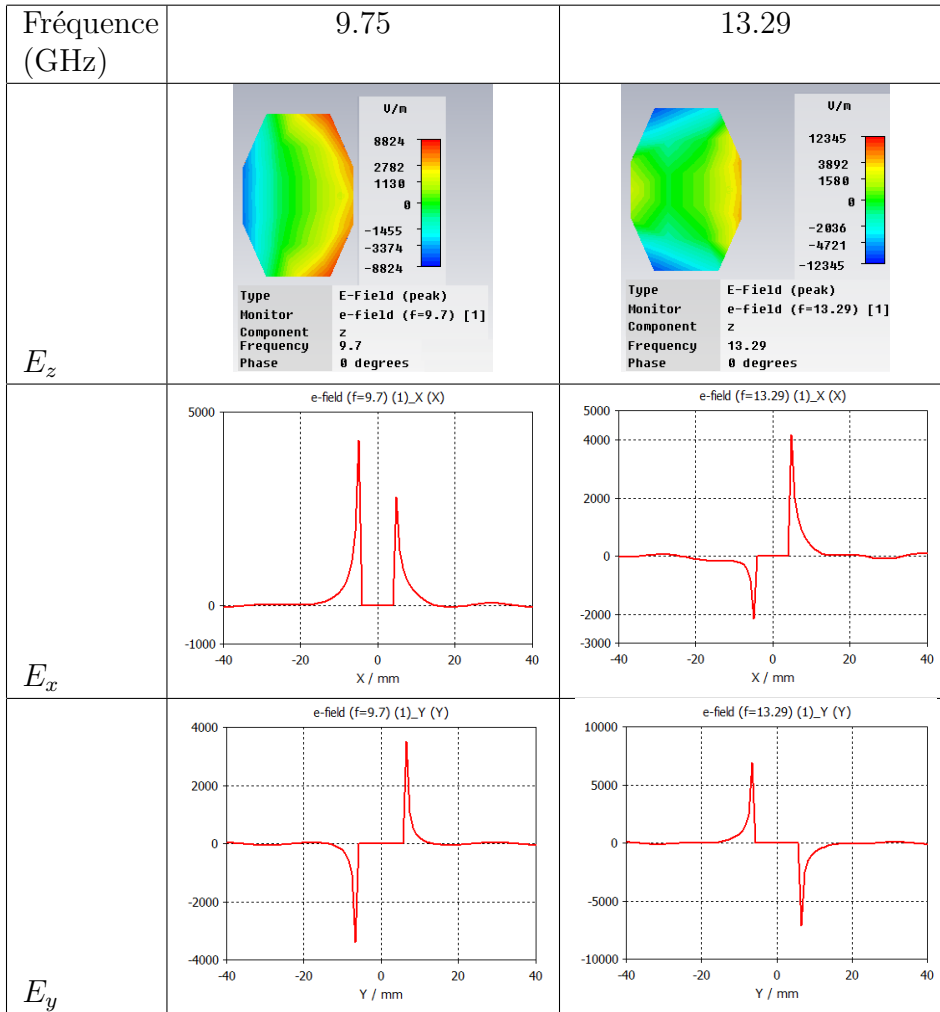 Fréquence (GHz) 9.75 13.29
E_z
V/m
8824
2782
1130
0
-1455
-3374
-8824
Type E-Field (peak)
Monitor e-field (f=9.7) [1]
Component z
Frequency 9.7
Phase 0 degrees
V/m
12345
3892
1580
0
-2036
-4721
-12345
Type E-Field (peak)
Monitor e-field (f=13.29) [1]
Component z
Frequency 13.29
Phase 0 degrees
E_x
e-field (f=9.7) (1)_X (X)
5000
0
-1000
-40 -20 0 20 40
X / mm
e-field (f=13.29) (1)_X (X)
5000
4000
2000
0
-2000
-3000
-40 -20 0 20 40
X / mm
E_y
e-field (f=9.7) (1)_Y (Y)
4000
2000
0
-2000
-4000
-40 -20 0 20 40
Y / mm
e-field (f=13.29) (1)_Y (Y)
10000
5000
0
-5000
-10000
-40 -20 0 20 40
Y / mm